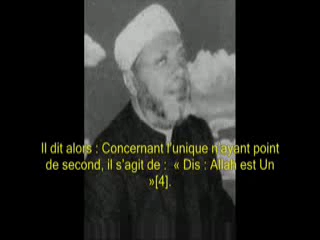 Il dit alors : Concernant l'unique n'ayant point
de second, il s'agit de : « Dis : Allah est Un
»[4].